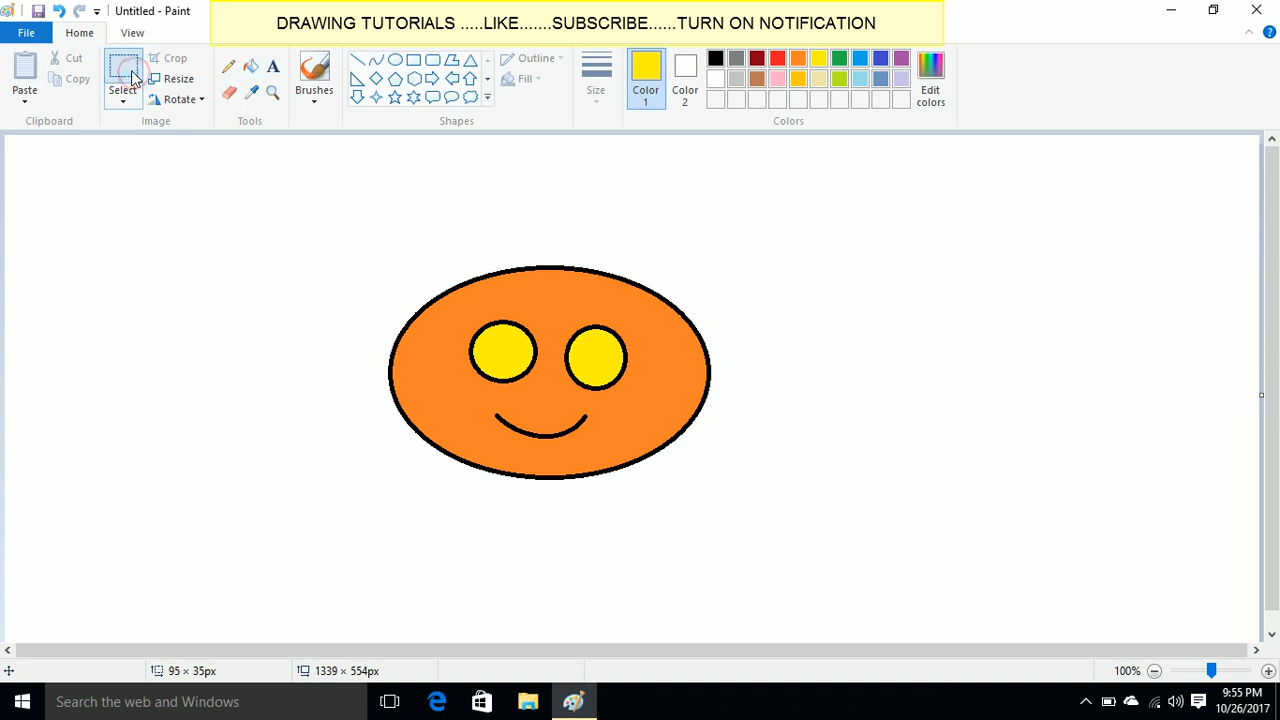 Untitled - Paint
DRAWING TUTORIALS .....LIKE.......SUBSCRIBE......TURN ON NOTIFICATION
File
Home
View
Paste
Cut
Copy
Clipboard
Select
Crop
Resize
Rotate
Image
A
Tools
Brushes
Outline
Fill
Shapes
Size
Color
1
Color
2
Edit
colors
Colors
95 × 35px
1339 × 554px
100%
Search the web and Windows
9:55 PM
10/26/2017